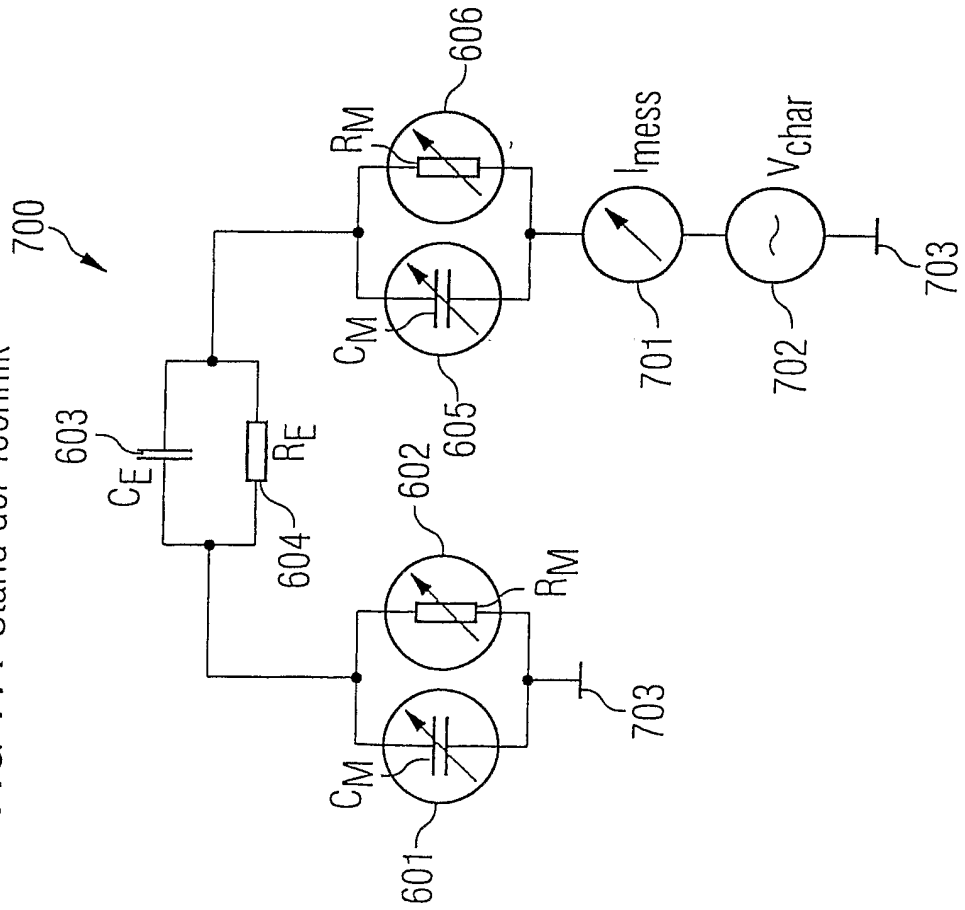 Stand der Technik
700
603
C_E
R_E
604
606
R_M
C_M
605
602
R_M
C_M
601
703
I_mess
701
V_char
702
703